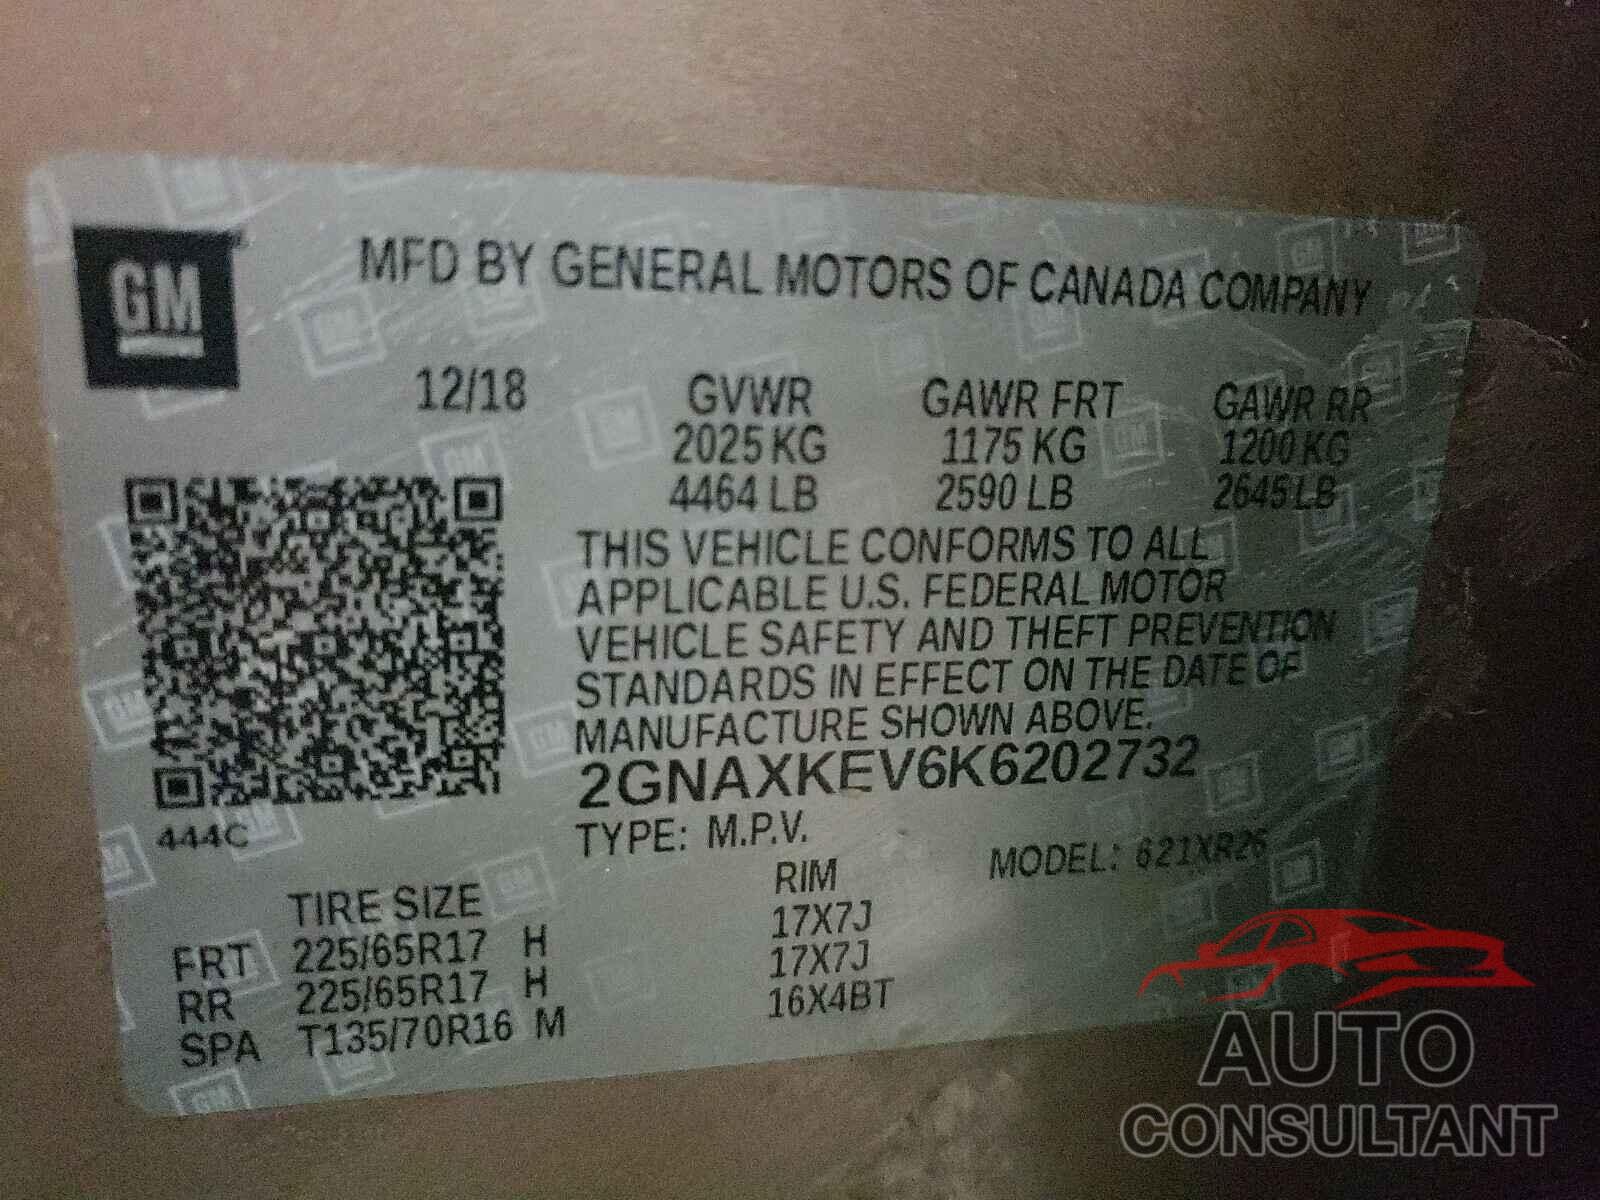 GM
MFD BY GENERAL MOTORS OF CANADA COMPANY
12/18 GVWR GAWR FRT GAWR RR
2025 KG 1175 KG 1200 KG
4464 LB 2590 LB 2645 LB
THIS VEHICLE CONFORMS TO ALL
APPLICABLE U.S. FEDERAL MOTOR
VEHICLE SAFETY AND THEFT PREVENTION
STANDARDS IN EFFECT ON THE DATE OF
MANUFACTURE SHOWN ABOVE.
2GNAXKEV6K6202732
444C
TYPE: M.P.V. MODEL: 621XR26
TIRE SIZE RIM
FRT 225/65R17 H 17X7J
RR 225/65R17 H 17X7J
SPA T135/70R16 M 16X4BT
AUTO
CONSULTANT